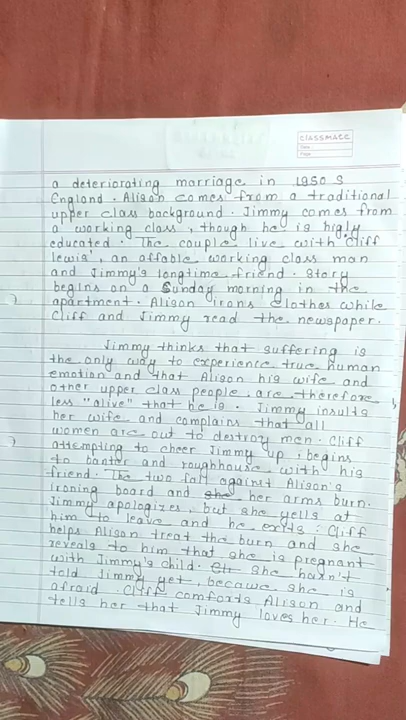 CLASSMATE
Date :
Page :
a deteriorating marriage in 1950 S
England. Alison comes from a traditional
upper class background. Jimmy comes from
a working class, though he is higly
educated. The couple live with Cliff
lewis', an affable working class man
and Jimmy's longtime friend. Story
begins on a Sunday morning in the
apartment. Alison irons clothes while
Cliff and Jimmy read the newspaper.
Jimmy thinks that suffering is
the only way to experience true human
emotion and that Alison his wife and
other upper class people are therefore
less "alive" that he is. Jimmy insults
her wife and complains that all
women are out to destroy men. Cliff
attempting to cheer Jimmy up, begins
to banter and roughhouse with his
friend. The two fall against Alison's
ironing board and she her arms burn.
Jimmy apologizes, but she yells at
him to leave and he exits. Cliff
helps Alison treat the burn and she
reveals to him that she is pregnant
with Jimmy's child. she hasn't
told Jimmy yet, because she is
afraid. Cliff comforts Alison and
tells her that Jimmy loves her. He